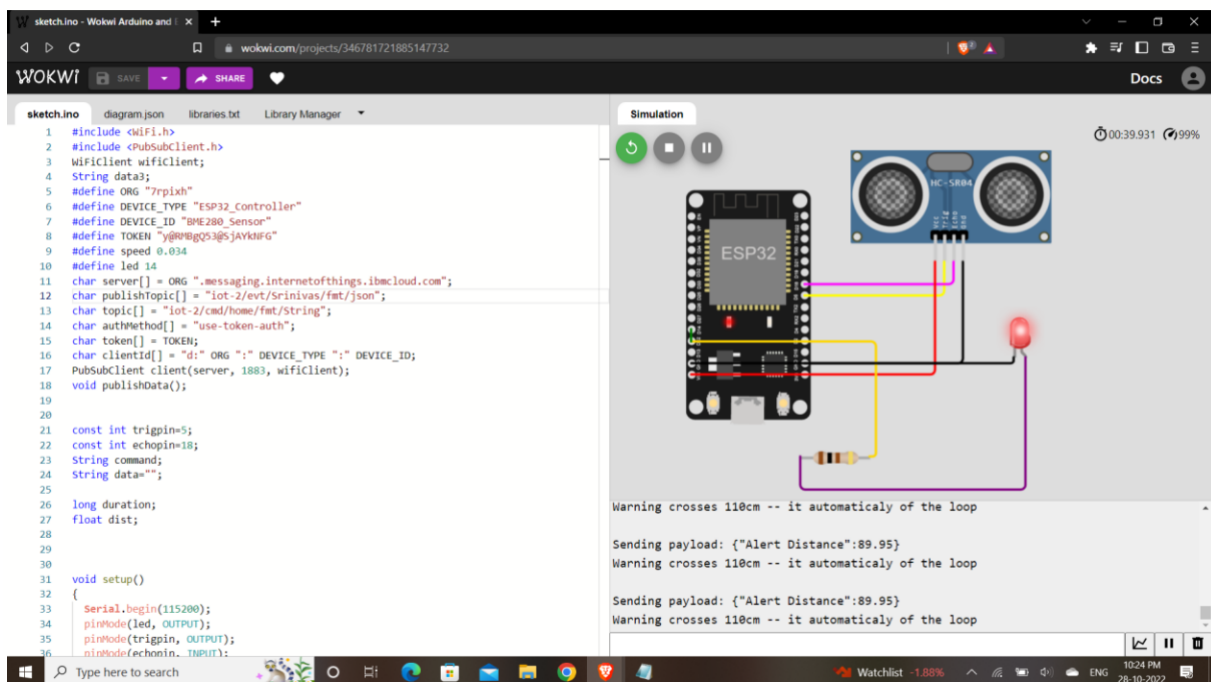 sketch.ino - Wokwi Arduino and E
wokwi.com/projects/346781721885147732
WOKWi SAVE SHARE Docs
sketch.ino diagram.json libraries.txt Library Manager
1 #include <WiFi.h>
2 #include <PubSubClient.h>
3 WiFiClient wifiClient;
4 String data3;
5 #define ORG "7rpixh"
6 #define DEVICE_TYPE "ESP32_Controller"
7 #define DEVICE_ID "BME280_Sensor"
8 #define TOKEN "y@RMBgQ53@SjAYkNFG"
9 #define speed 0.034
10 #define led 14
11 char server[] = ORG ".messaging.internetofthings.ibmcloud.com";
12 char publishTopic[] = "iot-2/evt/Srinivas/fmt/json";
13 char topic[] = "iot-2/cmd/home/fmt/String";
14 char authMethod[] = "use-token-auth";
15 char token[] = TOKEN;
16 char clientId[] = "d:" ORG ":" DEVICE_TYPE ":" DEVICE_ID;
17 PubSubClient client(server, 1883, wifiClient);
18 void publishData();
19
20
21 const int trigpin=5;
22 const int echopin=18;
23 String command;
24 String data="";
25
26 long duration;
27 float dist;
28
29
30
31 void setup()
32 {
33 Serial.begin(115200);
34 pinMode(led, OUTPUT);
35 pinMode(trigpin, OUTPUT);
36 pinMode(echopin, INPUT);
Simulation
00:39.931 99%
HC-SR04
Vcc
Trig
Echo
Gnd
ESP32
Warning crosses 110cm -- it automaticaly of the loop
Sending payload: {"Alert Distance":89.95}
Warning crosses 110cm -- it automaticaly of the loop
Sending payload: {"Alert Distance":89.95}
Warning crosses 110cm -- it automaticaly of the loop
Type here to search
Watchlist -1.88%
ENG
10:24 PM
28-10-2022